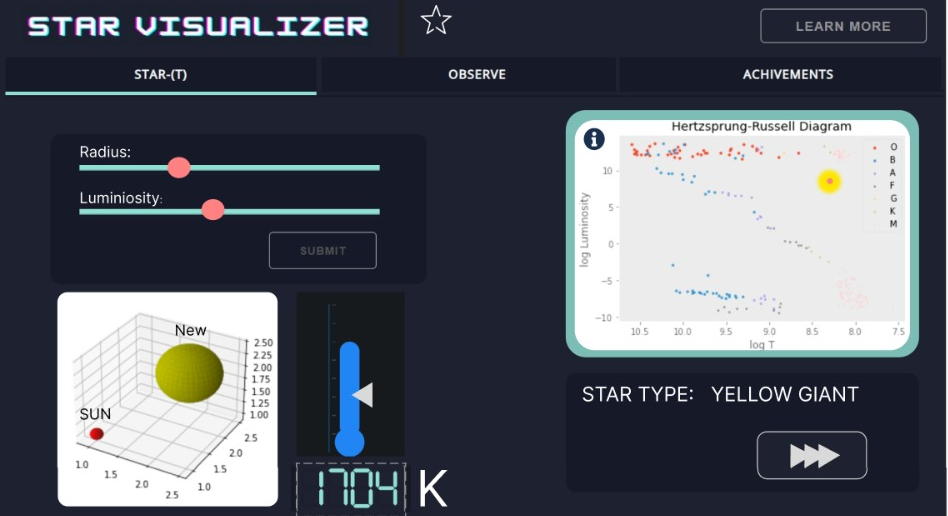 STAR VISUALIZER
LEARN MORE
STAR-(T)
OBSERVE
ACHIVEMENTS
Radius:
Luminiosity:
SUBMIT
New
SUN
2.50
2.25
2.00
1.75
1.50
1.25
1.00
2.5
2.0
1.5
1.0
1.0
1.5
2.0
2.5
1704 K
i
Hertzsprung-Russell Diagram
O
B
A
F
G
K
M
log Luminosity
10
5
0
−5
−10
10.5 10.0 9.5 9.0 8.5 8.0 7.5
log T
STAR TYPE: YELLOW GIANT